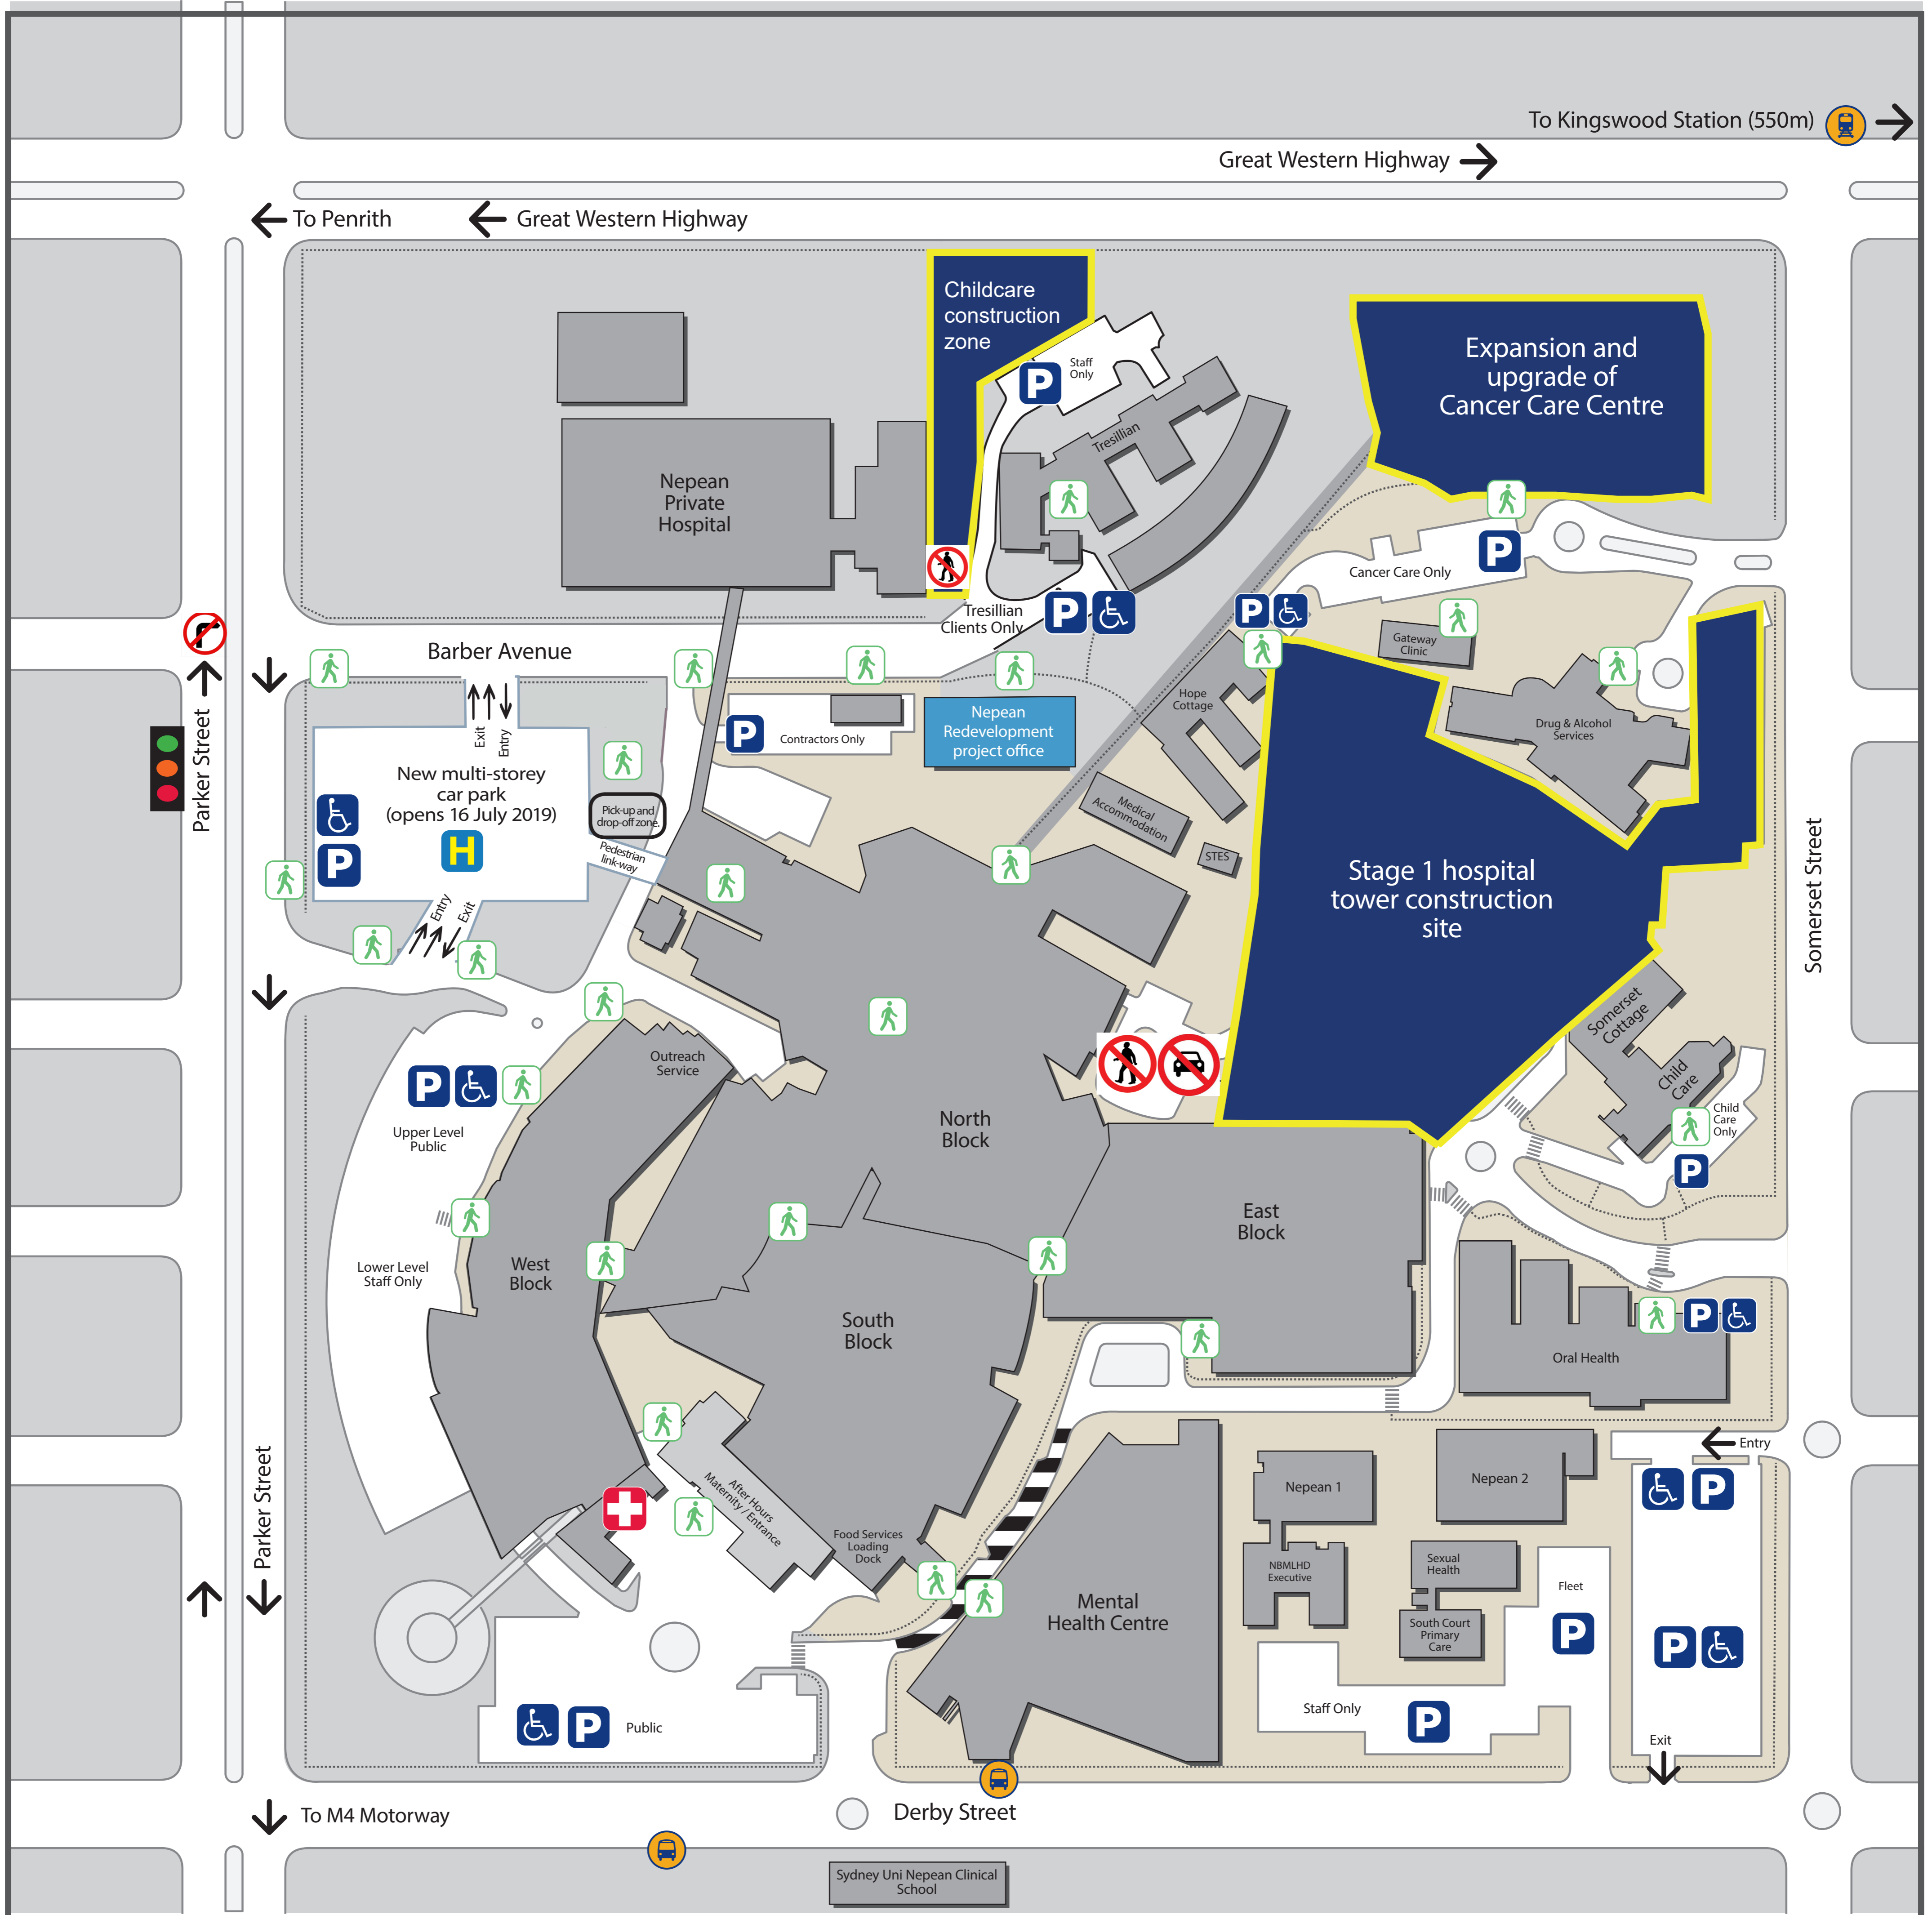 To Kingswood Station (550m)
Great Western Highway
To Penrith
Great Western Highway
Childcare
construction
zone
P
Staff
Only
Tresillian
Expansion and
upgrade of
Cancer Care Centre
Nepean
Private
Hospital
P
Cancer Care Only
Tresillian
Clients Only
P
P
Gateway
Clinic
Barber Avenue
Parker Street
Exit
Entry
New multi-storey
car park
(opens 16 July 2019)
P
H
Entry
Exit
Pick-up and
drop-off zone.
Pedestrian
link-way
P
Contractors Only
Nepean
Redevelopment
project office
Hope
Cottage
Drug & Alcohol
Services
Medical
Accommodation
STES
Stage 1 hospital
tower construction
site
Somerset Street
Somerset
Cottage
Child
Care
Child
Care
Only
P
Outreach
Service
P
Upper Level
Public
North
Block
East
Block
Lower Level
Staff Only
West
Block
South
Block
P
Oral Health
Parker Street
After Hours
Maternity / Entrance
Food Services
Loading
Dock
Entry
Nepean 1
Nepean 2
P
NBMLHD
Executive
Sexual
Health
South Court
Primary
Care
Fleet
P
P
Mental
Health Centre
P
Public
Staff Only
P
Exit
To M4 Motorway
Derby Street
Sydney Uni Nepean Clinical
School